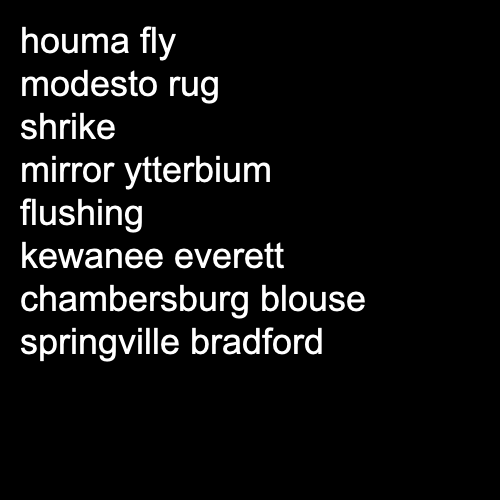 houma fly
modesto rug
shrike
mirror ytterbium
flushing
kewanee everett
chambersburg blouse
springville bradford